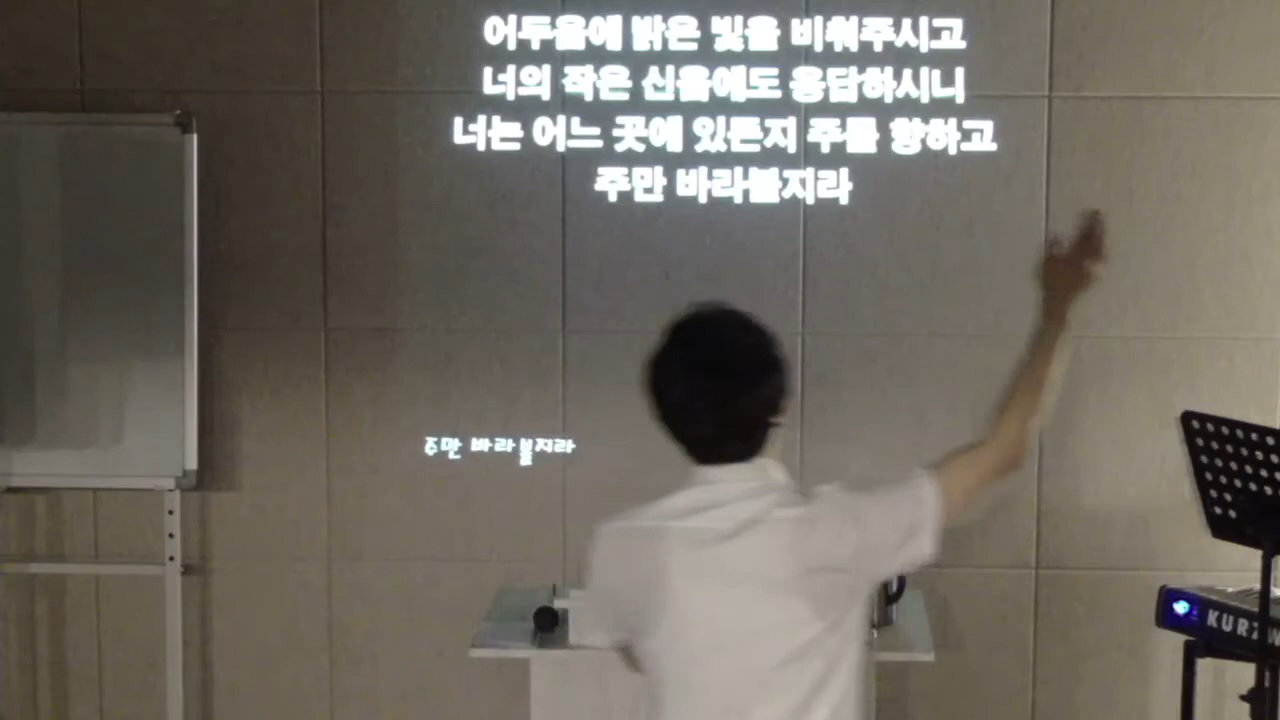 어두움에 밝은 빛을 비춰주시고
너의 작은 신음에도 응답하시니
너는 어느 곳에 있든지 주를 향하고
주만 바라볼지라
주만 바라볼지라
KURZW